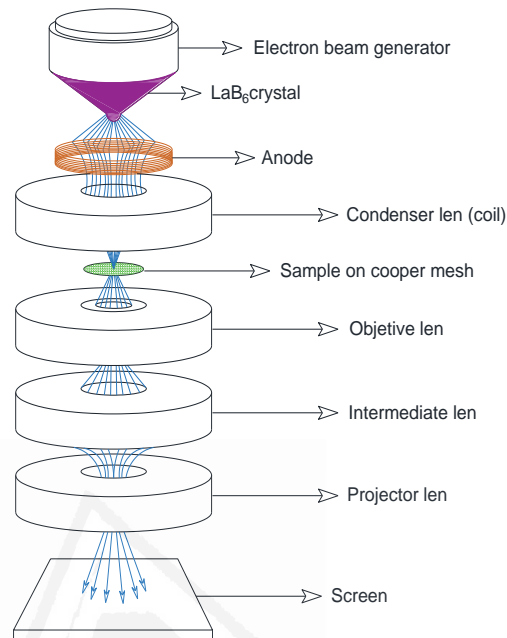 Electron beam generator
LaB₆crystal
Anode
Condenser len (coil)
Sample on cooper mesh
Objetive len
Intermediate len
Projector len
Screen